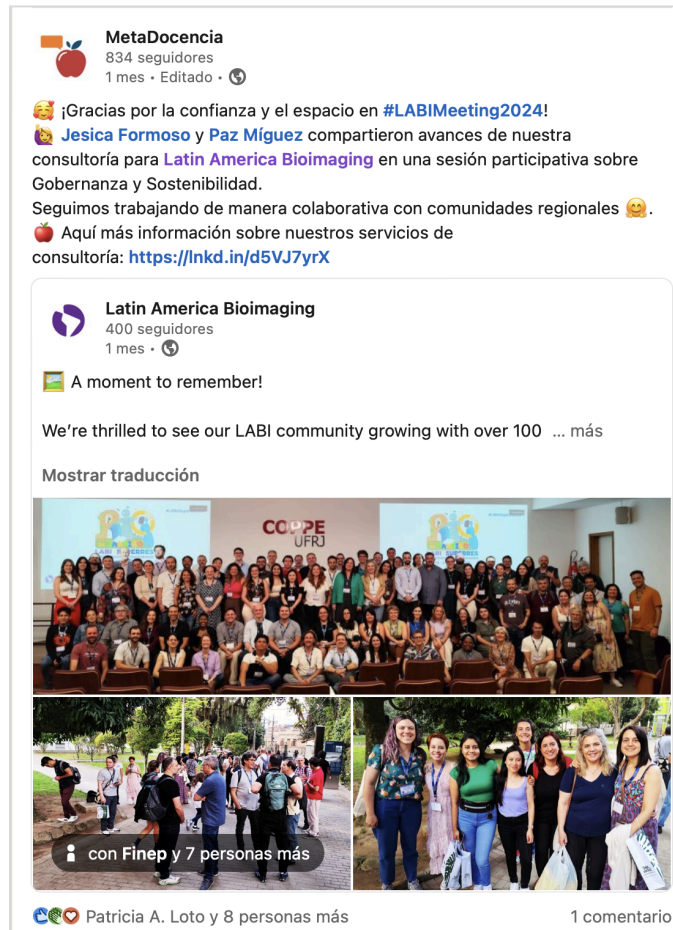 MetaDocencia
834 seguidores
1 mes • Editado •
🥰 ¡Gracias por la confianza y el espacio en #LABIMeeting2024!
🙋 Jesica Formoso y Paz Míguez compartieron avances de nuestra
consultoría para Latin America Bioimaging en una sesión participativa sobre
Gobernanza y Sostenibilidad.
Seguimos trabajando de manera colaborativa con comunidades regionales 🤗.
🍎 Aquí más información sobre nuestros servicios de
consultoría: https://lnkd.in/d5VJ7yrX
Latin America Bioimaging
400 seguidores
1 mes •
🖼️ A moment to remember!
We're thrilled to see our LABI community growing with over 100 ... más
Mostrar traducción
COPPE
UFRJ
con Finep y 7 personas más
Patricia A. Loto y 8 personas más
1 comentario